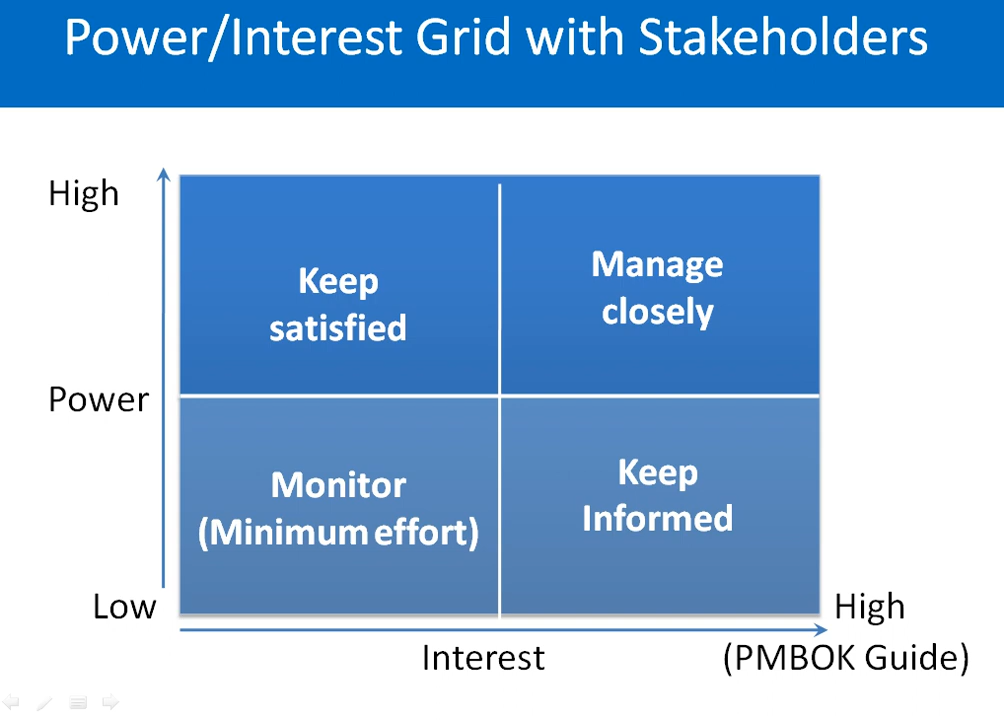 Power/Interest Grid with Stakeholders
High
Keep
satisfied
Manage
closely
Power
Monitor
(Minimum effort)
Keep
Informed
Low
High
Interest
(PMBOK Guide)